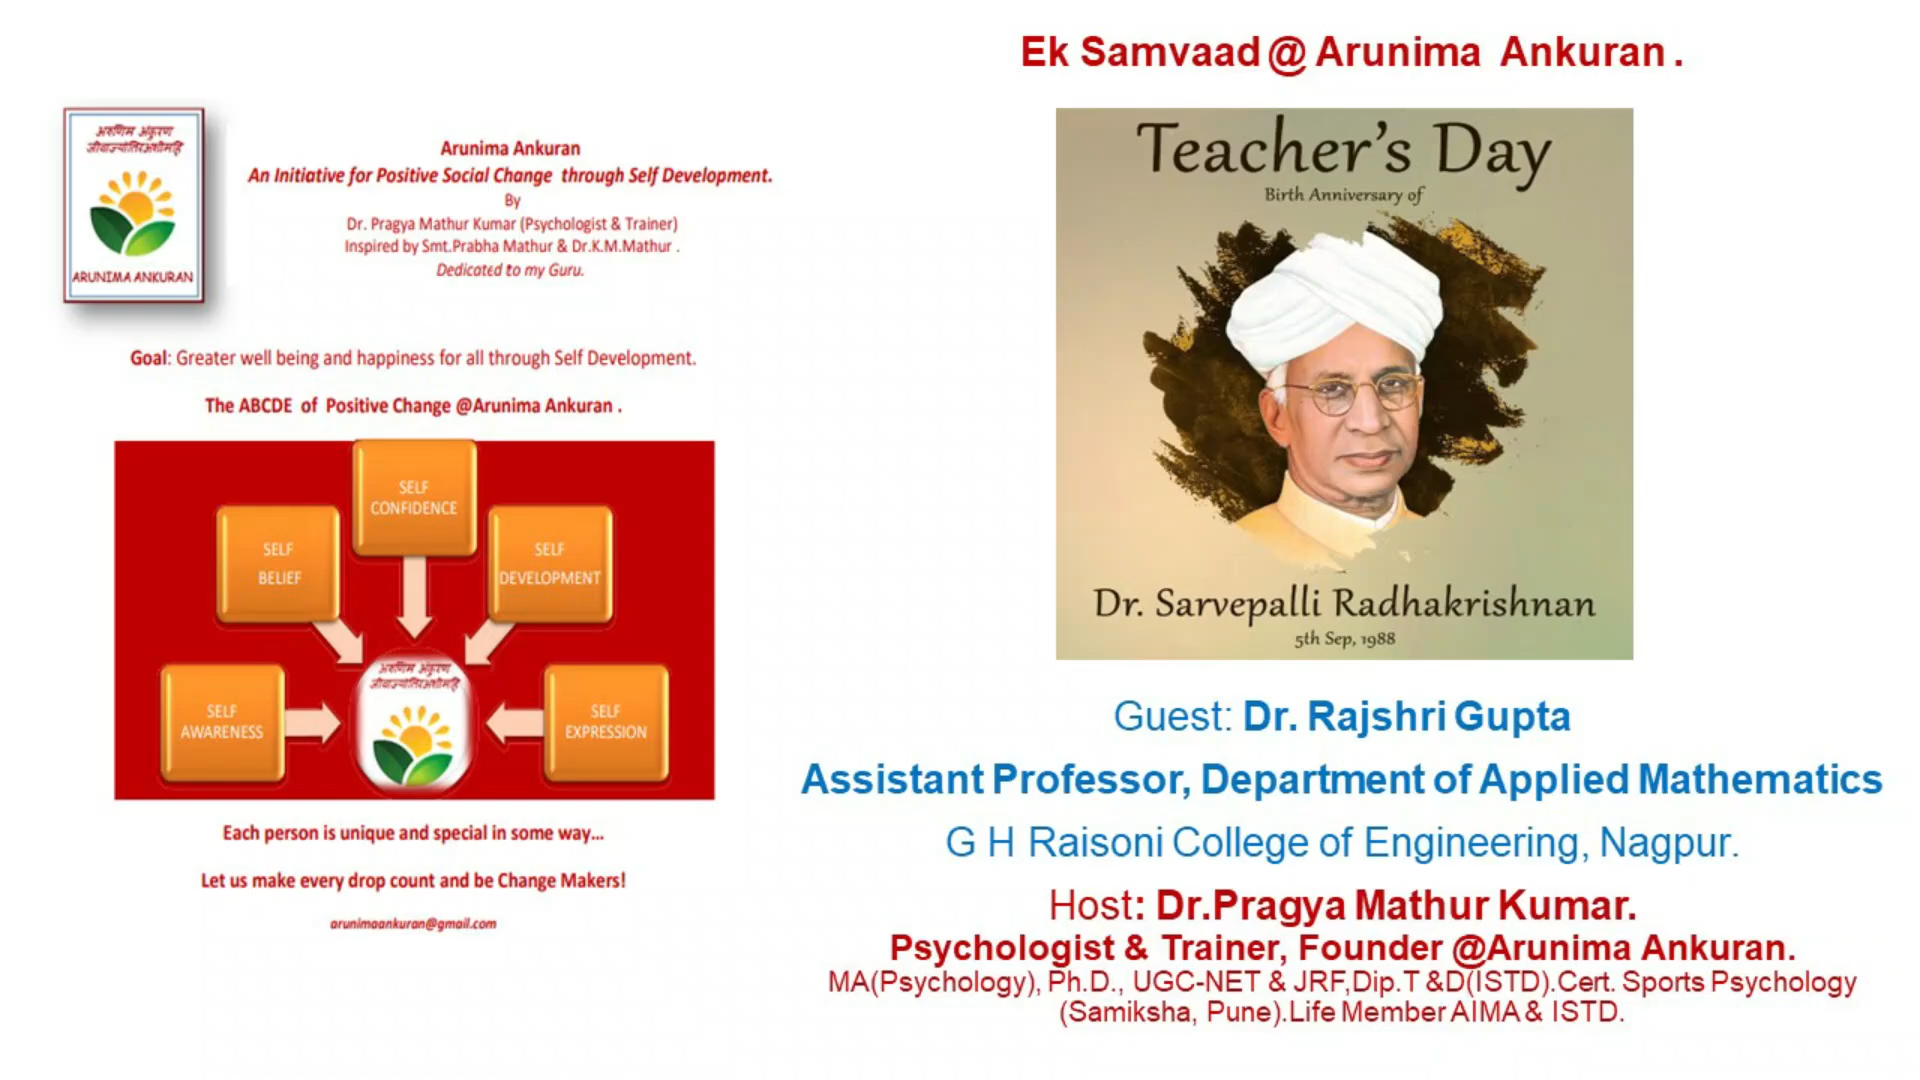 Ek Samvaad @ Arunima Ankuran .
अरुणिम अंकुरण
ARUNIMA ANKURAN
Arunima Ankuran
An Initiative for Positive Social Change through Self Development.
By
Dr. Pragya Mathur Kumar (Psychologist & Trainer)
Inspired by Smt.Prabha Mathur & Dr.K.M.Mathur .
Dedicated to my Guru.
Goal: Greater well being and happiness for all through Self Development.
The ABCDE of Positive Change @Arunima Ankuran .
SELF
CONFIDENCE
SELF
BELIEF
SELF
DEVELOPMENT
अरुणिम अंकुरण
SELF
AWARENESS
SELF
EXPRESSION
Each person is unique and special in some way...
Let us make every drop count and be Change Makers!
arunimaankuran@gmail.com
Teacher's Day
Birth Anniversary of
Dr. Sarvepalli Radhakrishnan
5th Sep, 1988
Guest: Dr. Rajshri Gupta
Assistant Professor, Department of Applied Mathematics
G H Raisoni College of Engineering, Nagpur.
Host: Dr.Pragya Mathur Kumar.
Psychologist & Trainer, Founder @Arunima Ankuran.
MA(Psychology), Ph.D., UGC-NET & JRF,Dip.T &D(ISTD).Cert. Sports Psychology
(Samiksha, Pune).Life Member AIMA & ISTD.